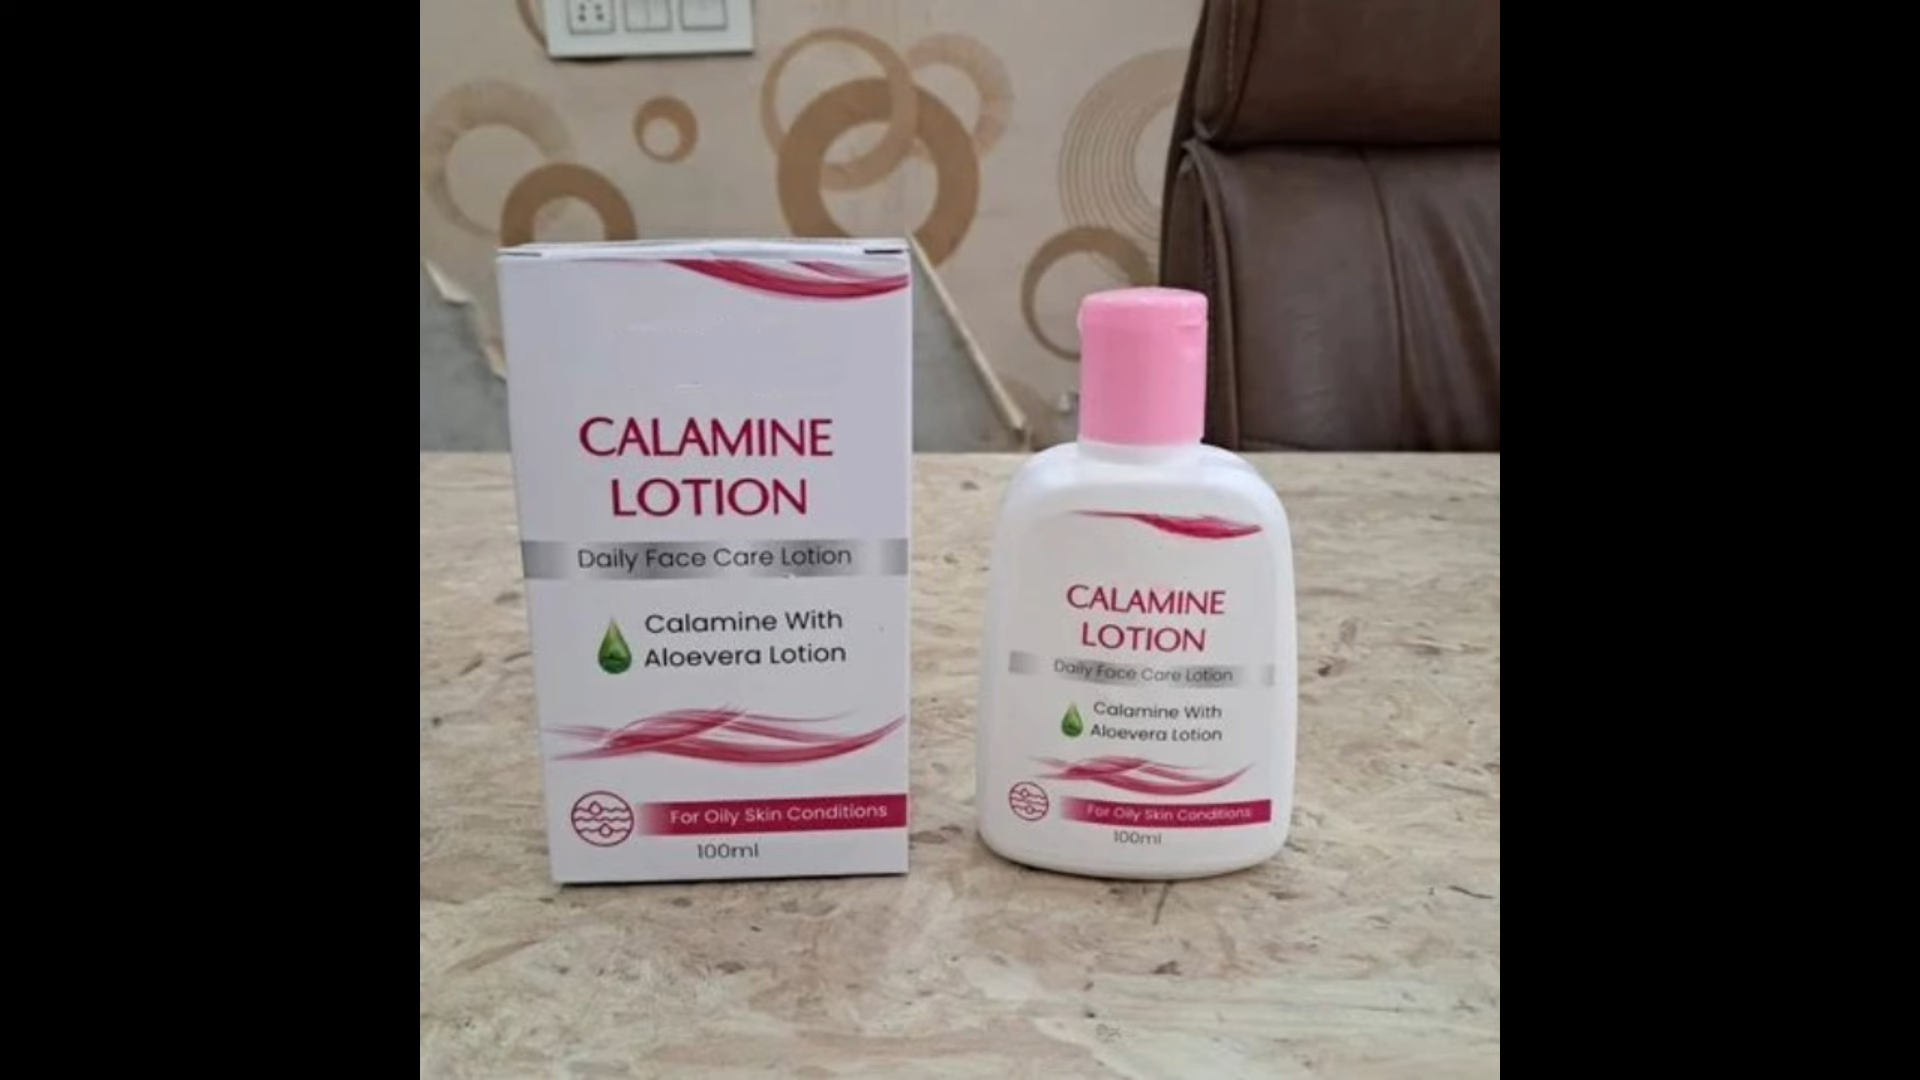 CALAMINE
LOTION
Daily Face Care Lotion
Calamine With
Aloevera Lotion
For Oily Skin Conditions
100ml
CALAMINE
LOTION
Daily Face Care Lotion
Calamine With
Aloevera Lotion
For Oily Skin Conditions
100ml